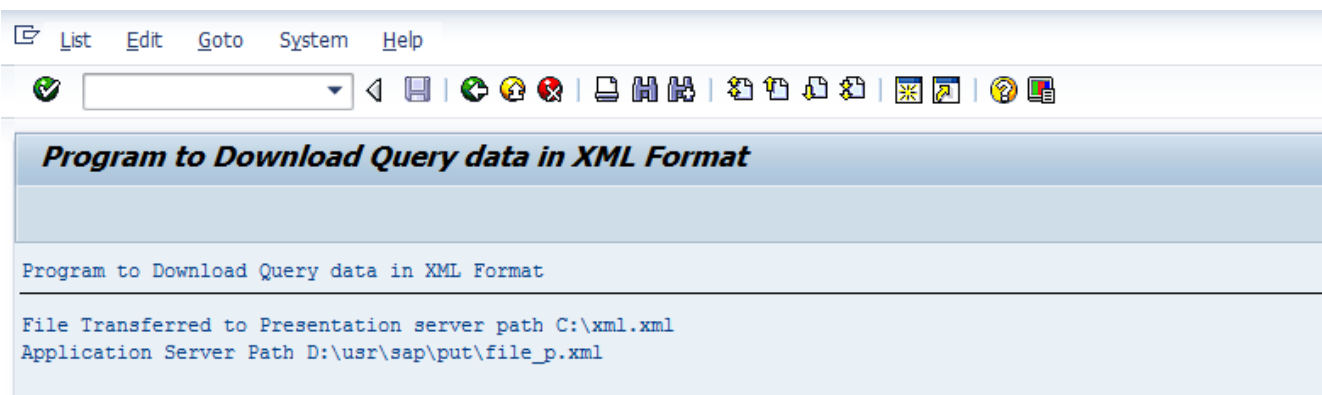 List Edit Goto System Help
Program to Download Query data in XML Format
Program to Download Query data in XML Format
File Transferred to Presentation server path C:\xml.xml
Application Server Path D:\usr\sap\put\file_p.xml